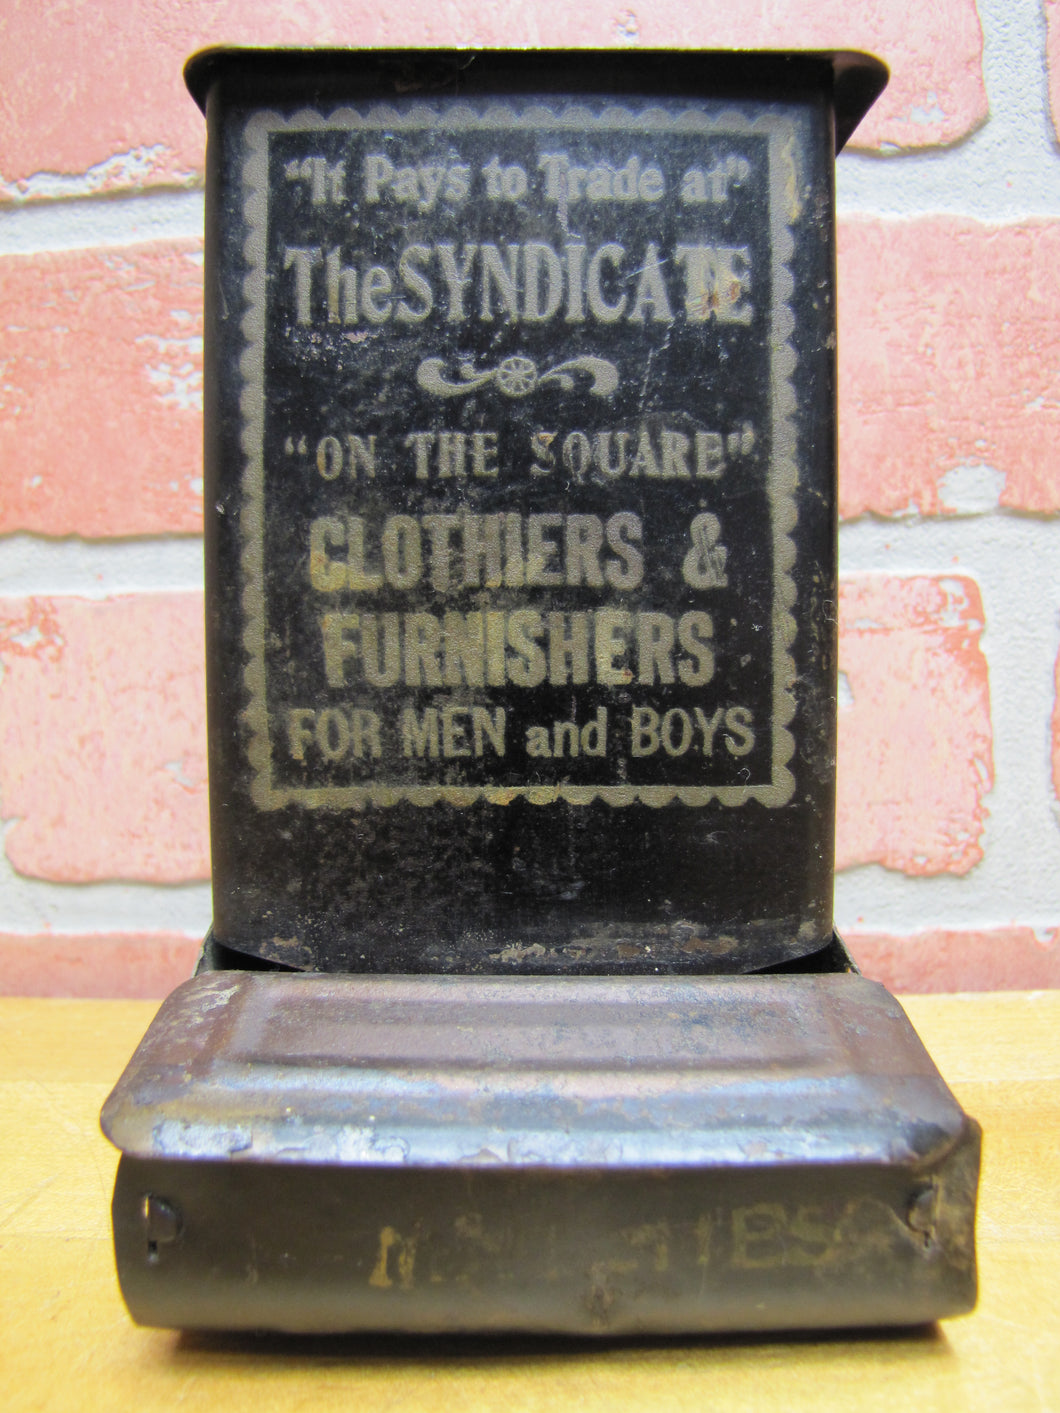 "It Pays to Trade at"
The SYNDICATE
"ON THE SQUARE"
CLOTHIERS &
FURNISHERS
FOR MEN and BOYS